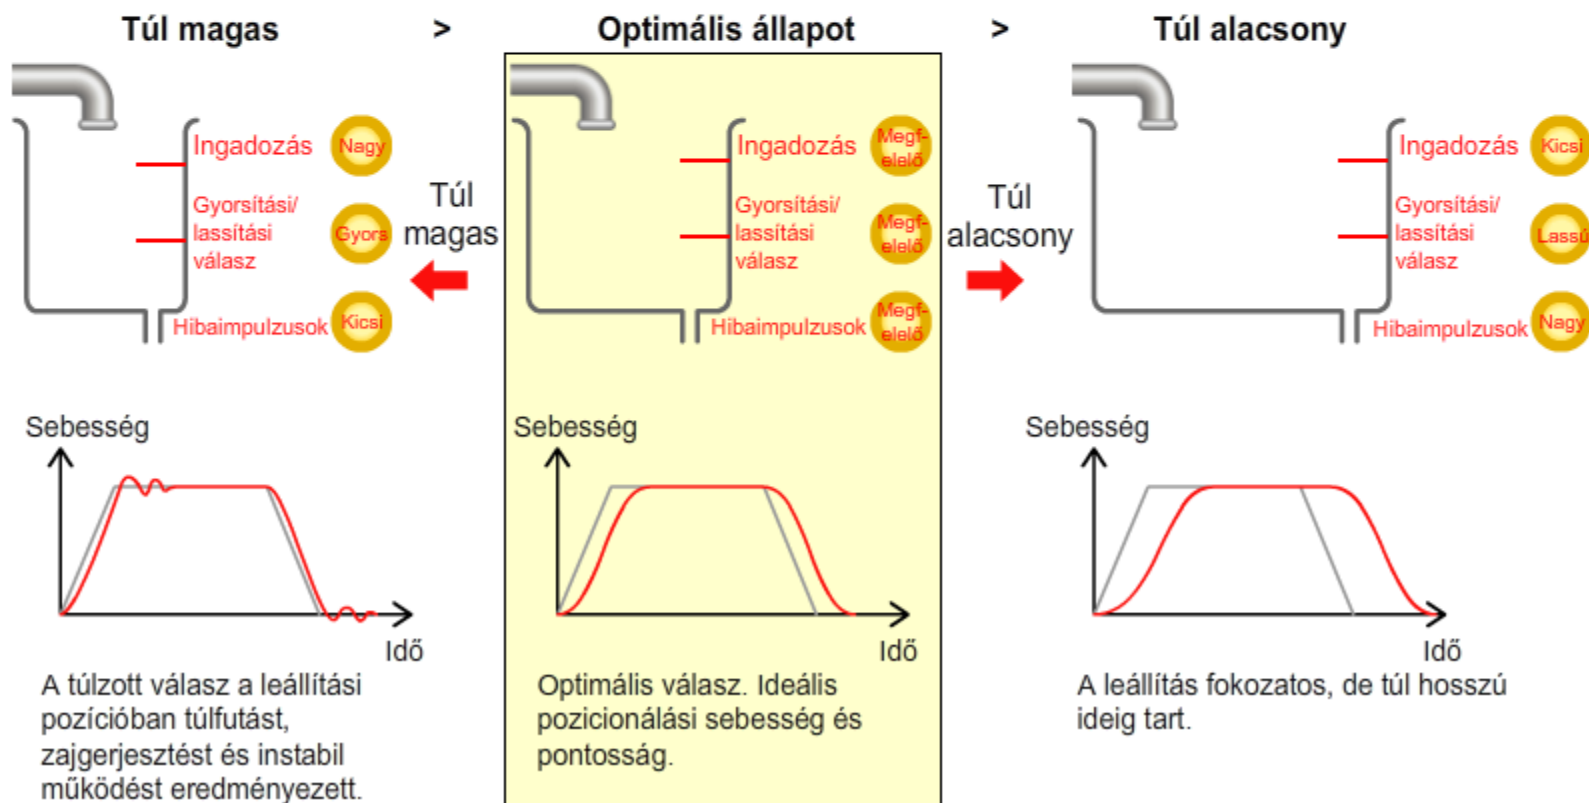 Túl magas > Optimális állapot > Túl alacsony
Ingadozás
Nagy
Gyorsítási/
lassítási
válasz
Gyors
Hibaimpulzusok
Kicsi
Túl
magas
Ingadozás
Megf-
elelő
Gyorsítási/
lassítási
válasz
Megf-
elelő
Hibaimpulzusok
Megf-
elelő
Túl
alacsony
Ingadozás
Kicsi
Gyorsítási/
lassítási
válasz
Lassú
Hibaimpulzusok
Nagy
Sebesség
Idő
A túlzott válasz a leállítási
pozícióban túlfutást,
zajgerjesztést és instabil
működést eredményezett.
Sebesség
Idő
Optimális válasz. Ideális
pozicionálási sebesség és
pontosság.
Sebesség
Idő
A leállítás fokozatos, de túl hosszú
ideig tart.